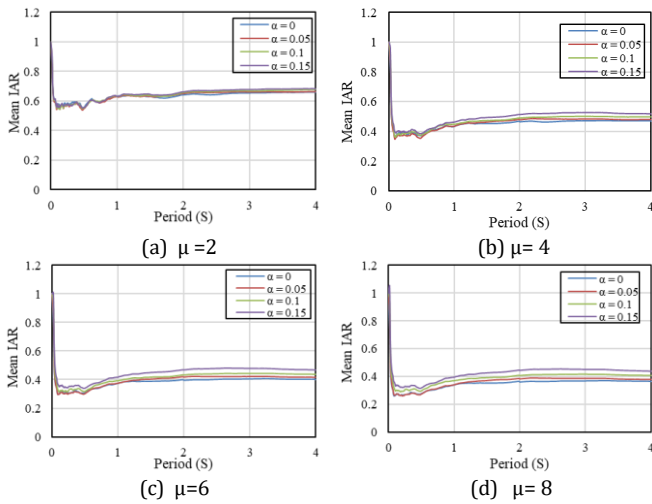 1.2
1
0.8
0.6
0.4
0.2
0
Mean IAR
α = 0
α = 0.05
α = 0.1
α = 0.15
0 1 2 3 4
Period (S)
(a) μ =2
1.2
1
0.8
0.6
0.4
0.2
0
Mean IAR
α = 0
α = 0.05
α = 0.1
α = 0.15
0 1 2 3 4
Period (S)
(b) μ= 4
1.2
1
0.8
0.6
0.4
0.2
0
Mean IAR
α = 0
α = 0.05
α = 0.1
α = 0.15
0 1 2 3 4
Period (S)
(c) μ=6
1.2
1
0.8
0.6
0.4
0.2
0
Mean IAR
α = 0
α = 0.05
α = 0.1
α = 0.15
0 1 2 3 4
Period (S)
(d) μ= 8